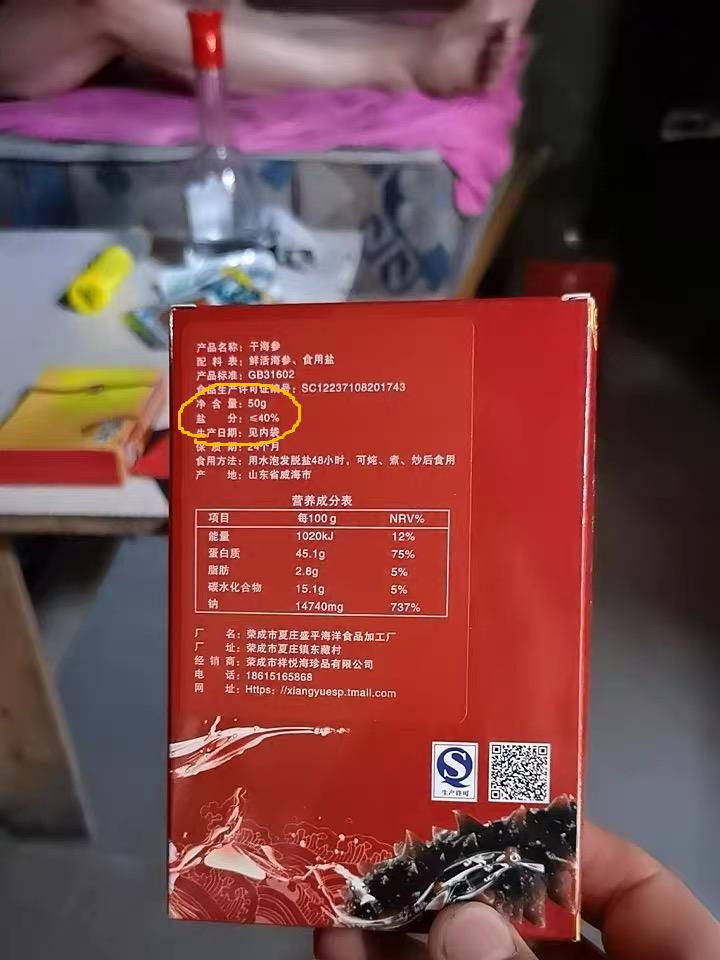 产品名称：干海参
配 料 表：鲜活海参、食用盐
产品标准：GB31602
食品生产许可证编号：SC12237108201743
净 含 量：50g
盐 分：≤40%
生产日期：见内袋
保 质 期：24个月
食用方法：用水泡发脱盐48小时，可炖、煮、炒后食用
产 地：山东省威海市
营养成分表
项目 每100g NRV%
能量 1020kJ 12%
蛋白质 45.1g 75%
脂肪 2.8g 5%
碳水化合物 15.1g 5%
钠 14740mg 737%
厂 名：荣成市夏庄盛平海洋食品加工厂
厂 址：荣成市夏庄镇东藏村
经 销 商：荣成市祥悦海珍品有限公司
电 话：18615165868
网 址：Https：//xiangyuesp.tmall.com
生产许可